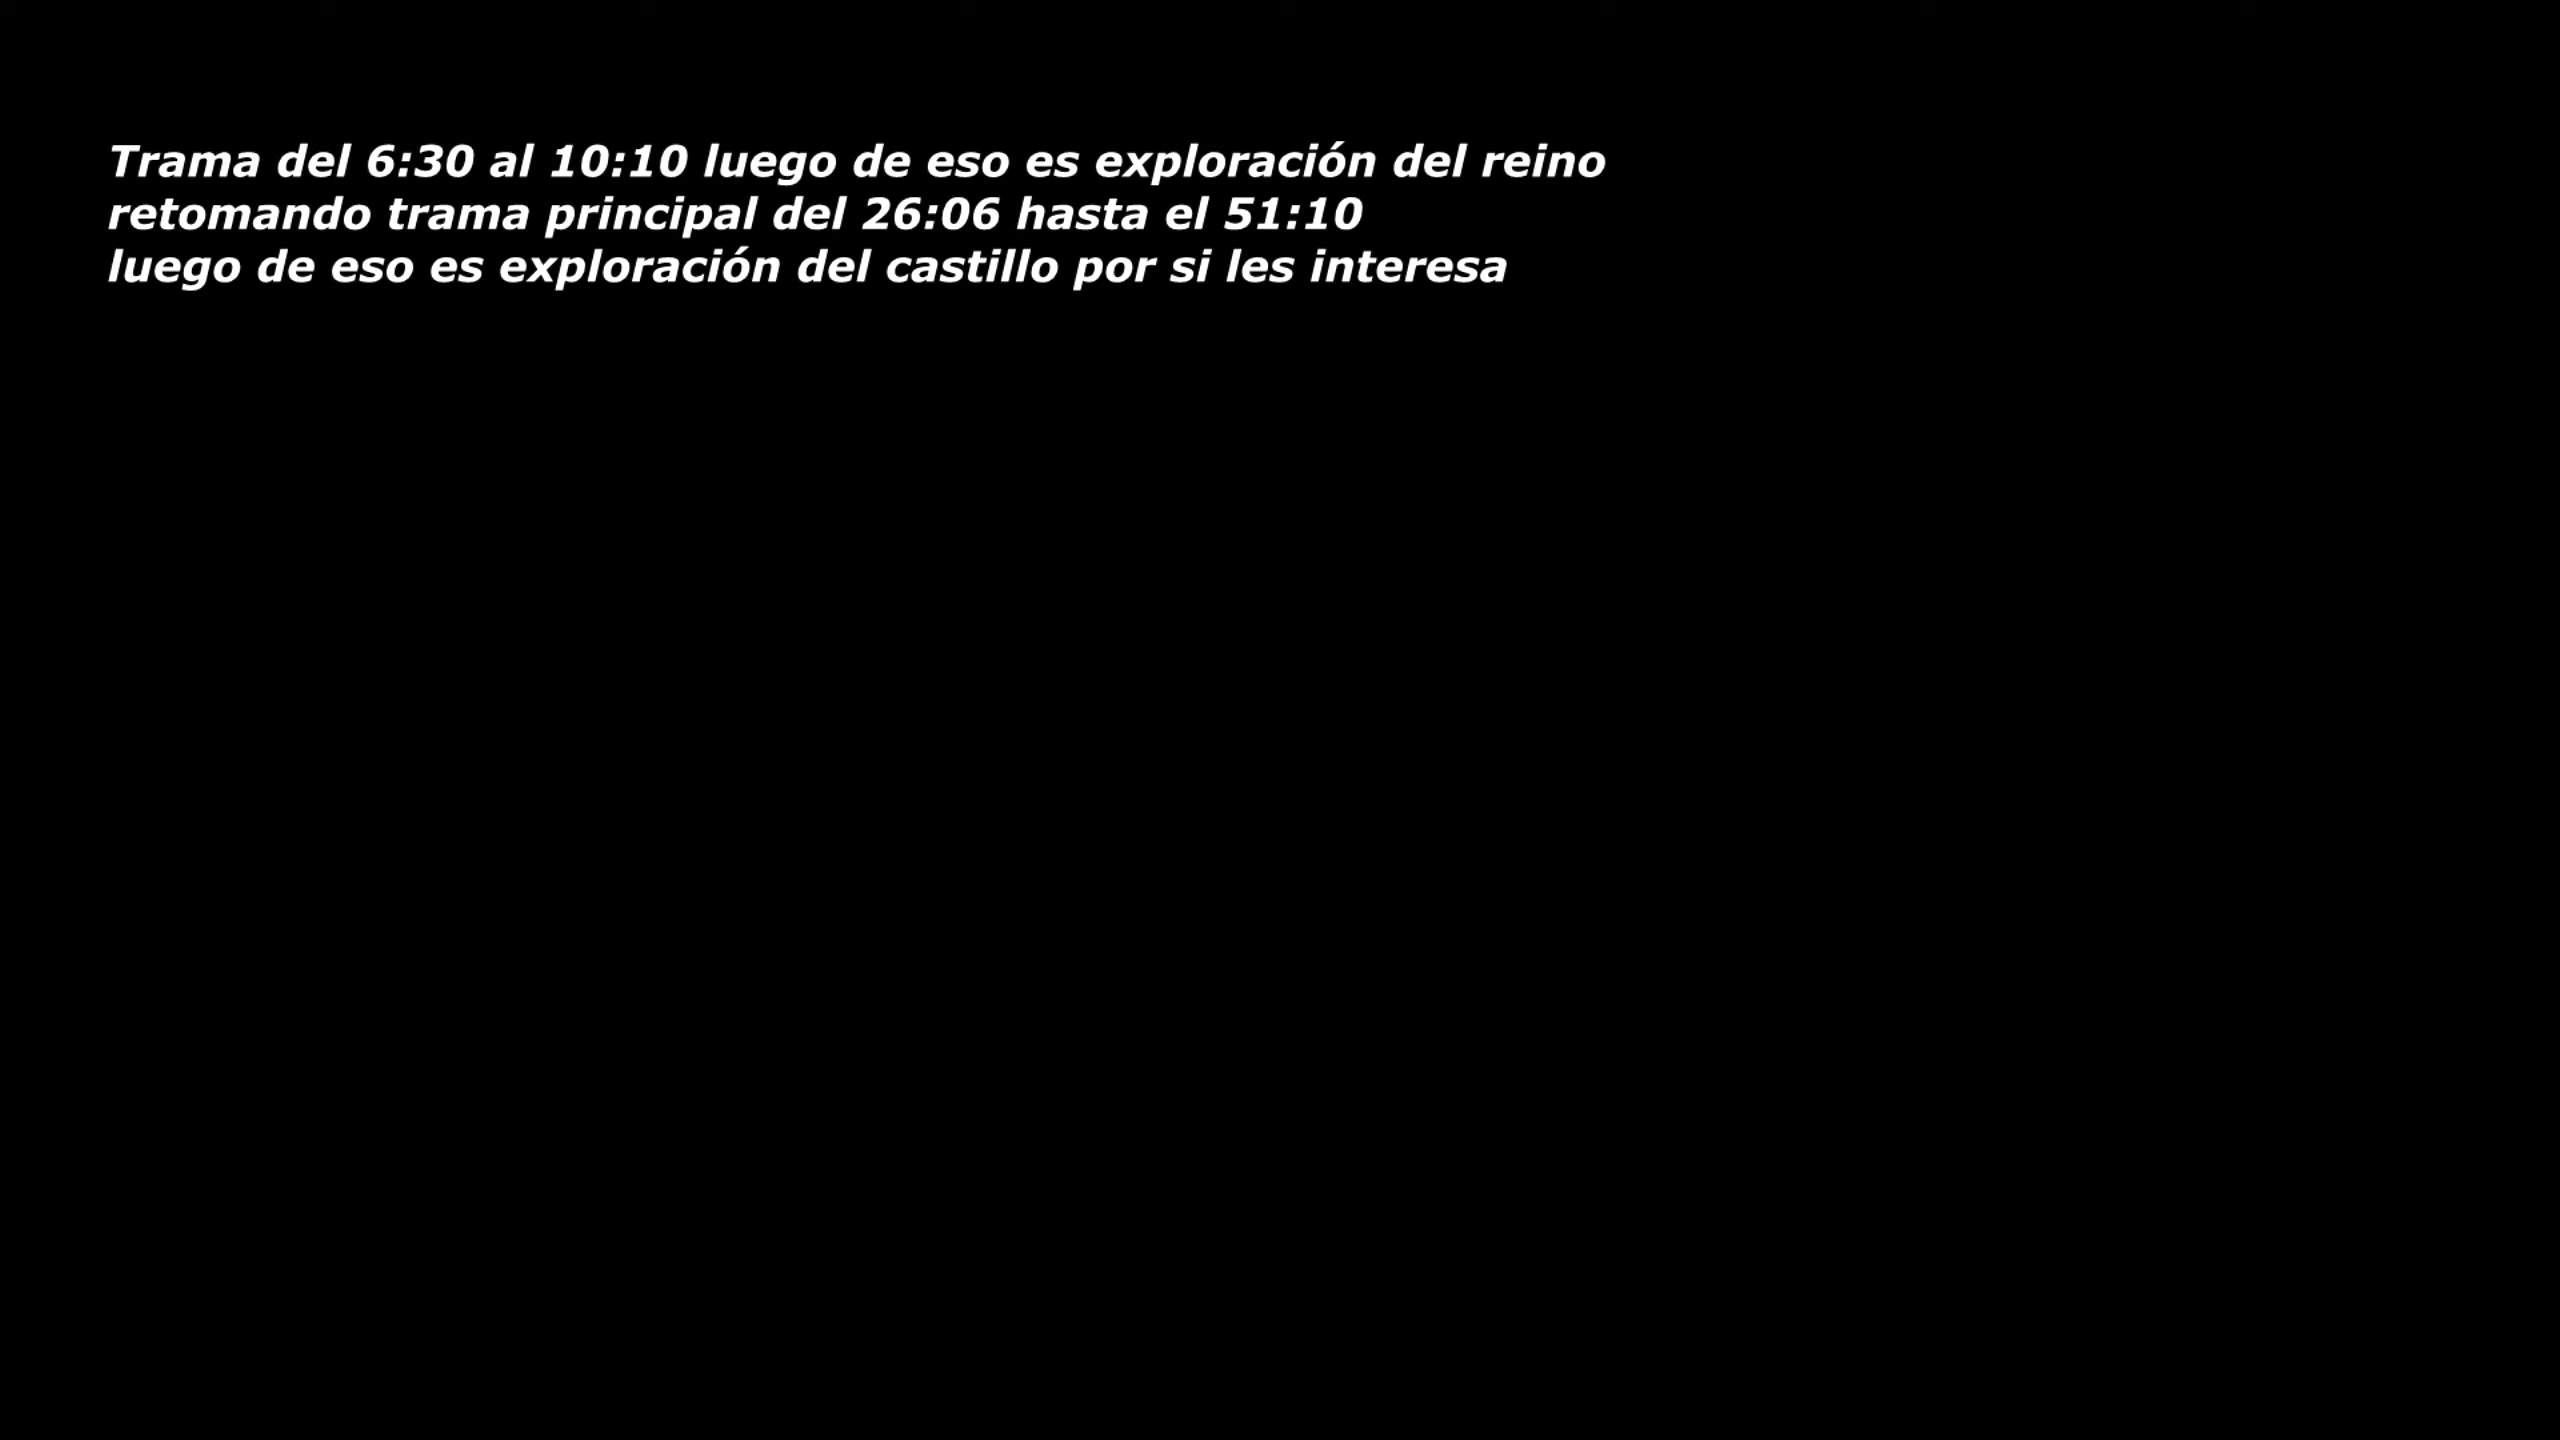 Trama del 6:30 al 10:10 luego de eso es exploración del reino
retomando trama principal del 26:06 hasta el 51:10
luego de eso es exploración del castillo por si les interesa